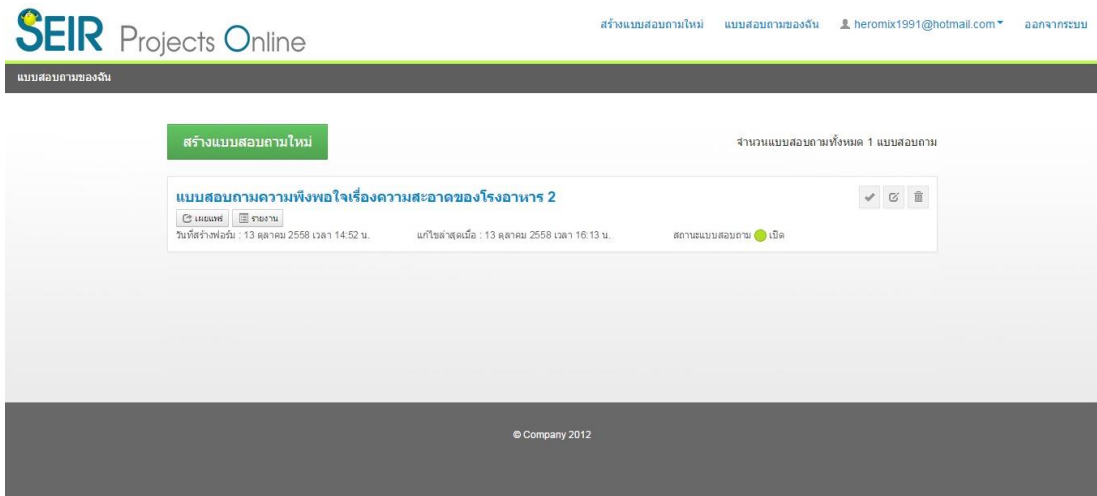 SEIR Projects Online
สร้างแบบสอบถามใหม่ แบบสอบถามของฉัน heromix1991@hotmail.com ออกจากระบบ
แบบสอบถามของฉัน
สร้างแบบสอบถามใหม่ จำนวนแบบสอบถามทั้งหมด 1 แบบสอบถาม
แบบสอบถามความพึงพอใจเรื่องความสะอาดของโรงอาหาร 2
เผยแพร่ รายงาน
วันที่สร้างฟอร์ม : 13 ตุลาคม 2558 เวลา 14:52 น. แก้ไขล่าสุดเมื่อ : 13 ตุลาคม 2558 เวลา 16:13 น. สถานะแบบสอบถาม เปิด
© Company 2012